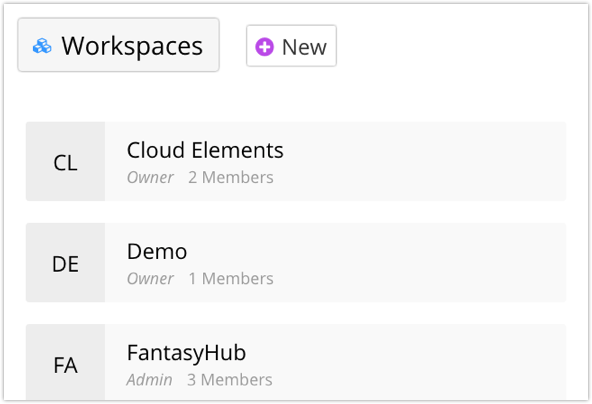 Workspaces New
CL Cloud Elements
Owner 2 Members
DE Demo
Owner 1 Members
FA FantasyHub
Admin 3 Members